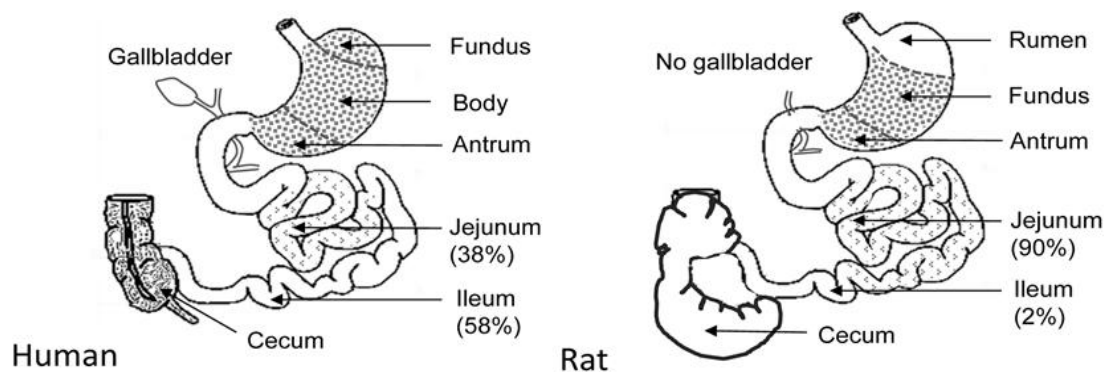 Gallbladder
Fundus
Body
Antrum
Jejunum
(38%)
Ileum
(58%)
Cecum
Human
No gallbladder
Rumen
Fundus
Antrum
Jejunum
(90%)
Ileum
(2%)
Cecum
Rat